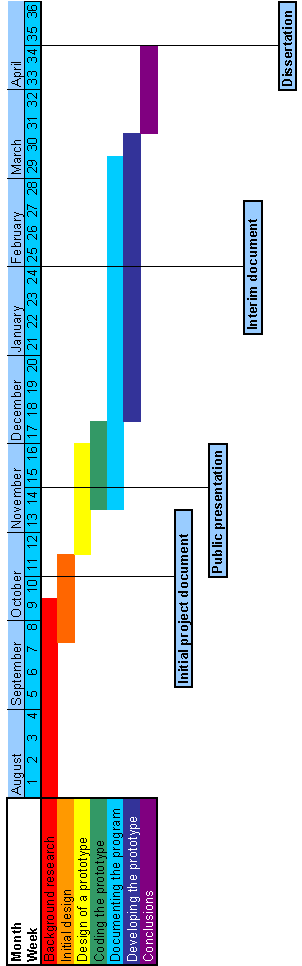 Month August September October November December January February March April
Week 1 2 3 4 5 6 7 8 9 10 11 12 13 14 15 16 17 18 19 20 21 22 23 24 25 26 27 28 29 30 31 32 33 34 35 36
Background research
Initial design
Design of a prototype
Coding the prototype
Documenting the program
Developing the prototype
Conclusions
Initial project document
Public presentation
Interim document
Dissertation